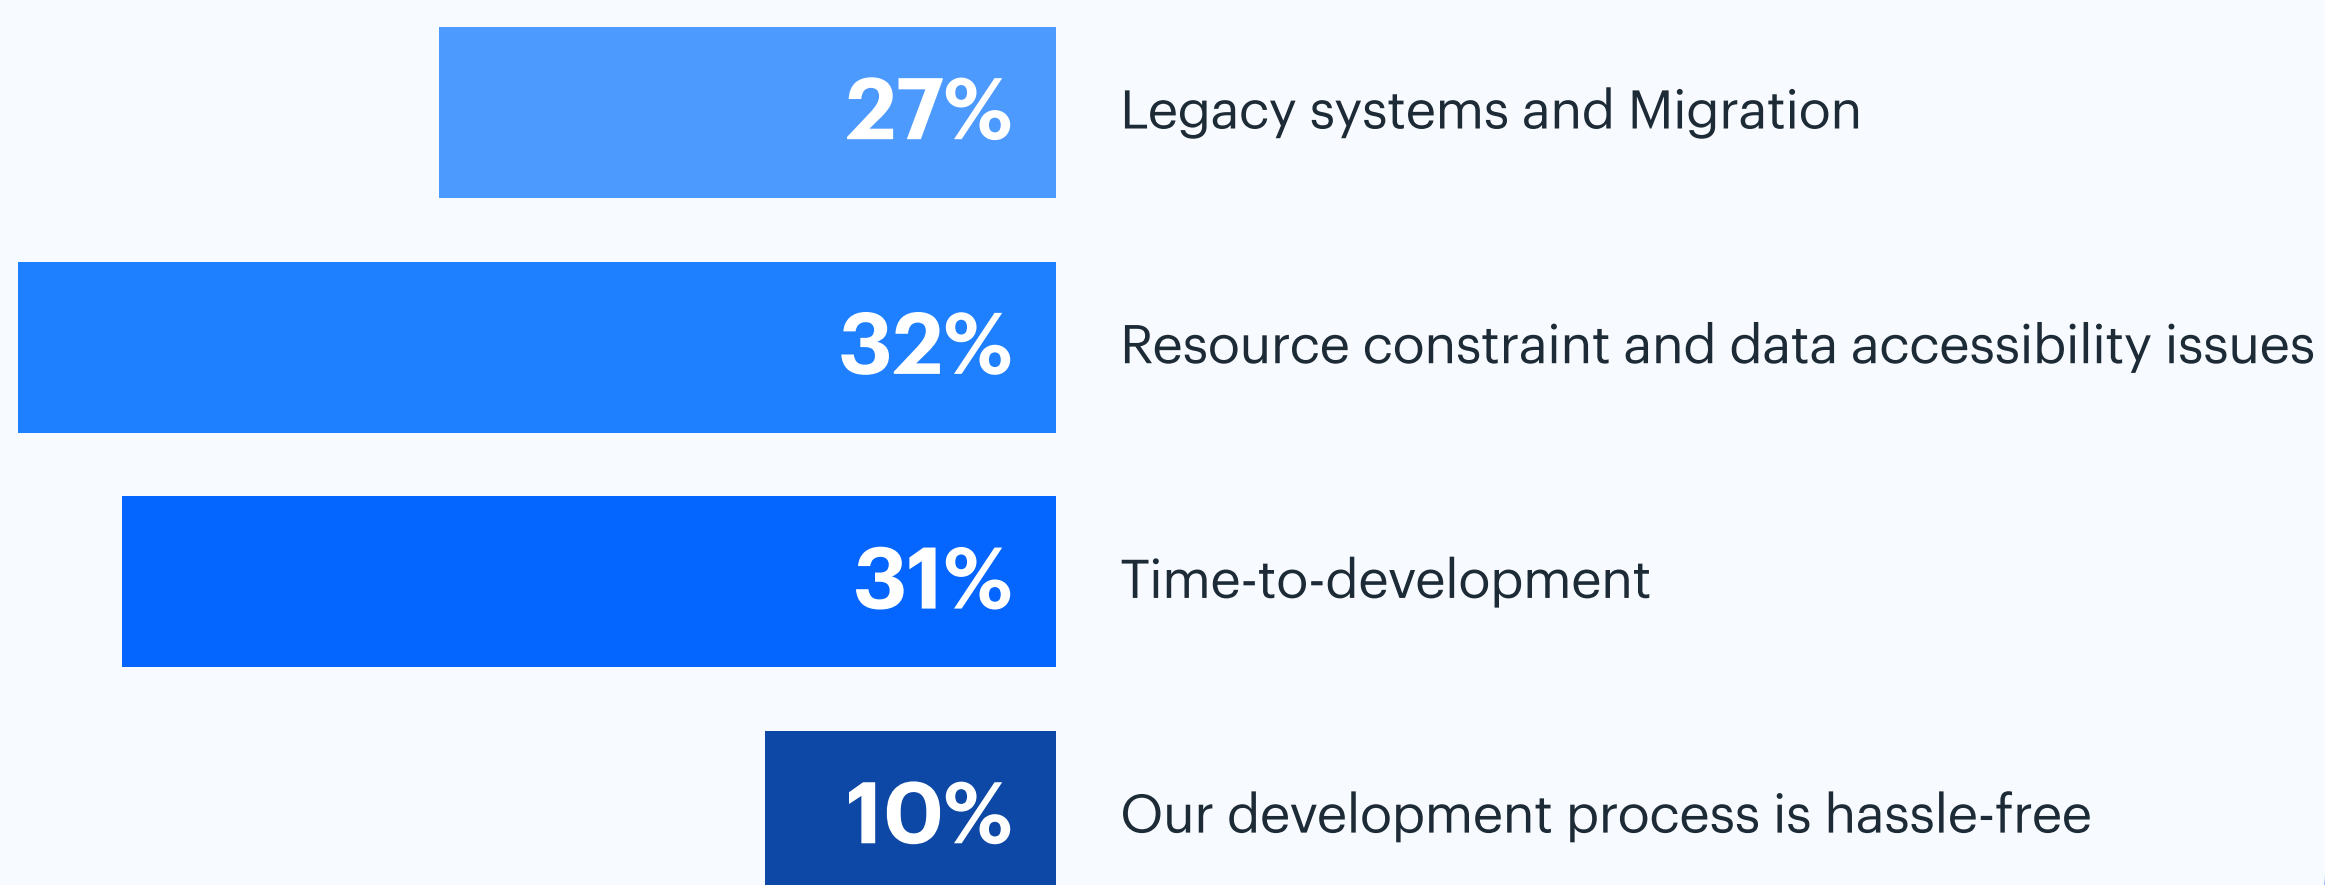 27% Legacy systems and Migration
32% Resource constraint and data accessibility issues
31% Time-to-development
10% Our development process is hassle-free